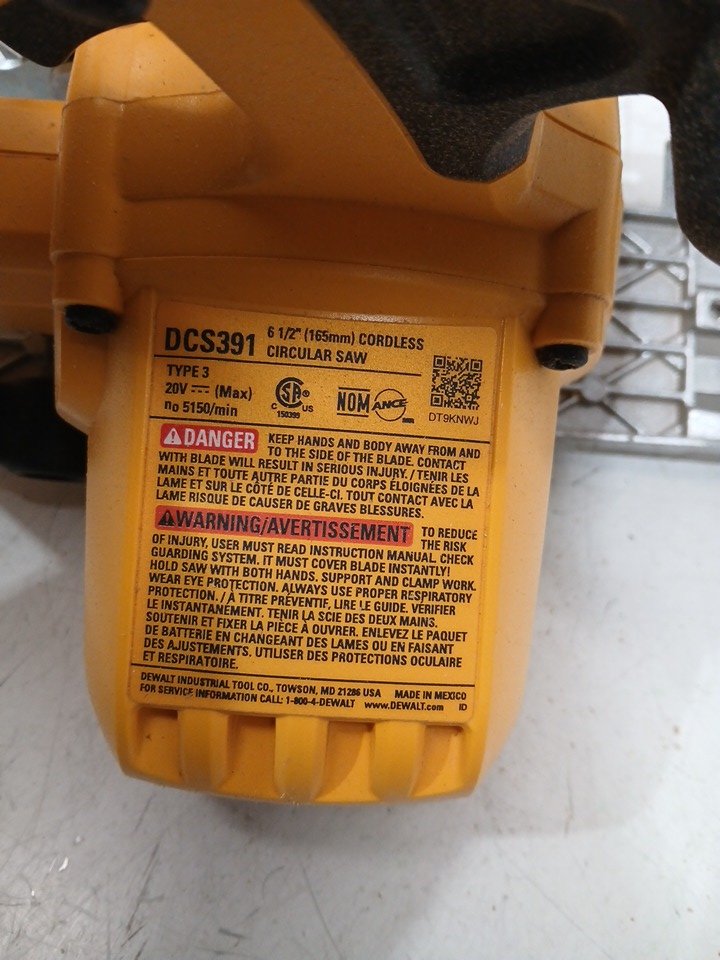 DCS391 6 1/2" (165mm) CORDLESS
CIRCULAR SAW
TYPE 3
20V ⎓ (Max)
no 5150/min
C SA® US
150399
NOM ANCE
DT9KNWJ
DANGER KEEP HANDS AND BODY AWAY FROM AND
TO THE SIDE OF THE BLADE. CONTACT
WITH BLADE WILL RESULT IN SERIOUS INJURY. / TENIR LES
MAINS ET TOUTE AUTRE PARTIE DU CORPS ÉLOIGNÉES DE LA
LAME ET SUR LE CÔTÉ DE CELLE-CI. TOUT CONTACT AVEC LA
LAME RISQUE DE CAUSER DE GRAVES BLESSURES.
WARNING/AVERTISSEMENT TO REDUCE
THE RISK
OF INJURY, USER MUST READ INSTRUCTION MANUAL. CHECK
GUARDING SYSTEM. IT MUST COVER BLADE INSTANTLY!
HOLD SAW WITH BOTH HANDS. SUPPORT AND CLAMP WORK.
WEAR EYE PROTECTION. ALWAYS USE PROPER RESPIRATORY
PROTECTION. / À TITRE PRÉVENTIF, LIRE LE GUIDE. VÉRIFIER
LE INSTANTANÉMENT. TENIR LA SCIE DES DEUX MAINS.
SOUTENIR ET FIXER LA PIÈCE À OUVRER. ENLEVEZ LE PAQUET
DE BATTERIE EN CHANGEANT DES LAMES OU EN FAISANT
DES AJUSTEMENTS. UTILISER DES PROTECTIONS OCULAIRE
ET RESPIRATOIRE.
DEWALT INDUSTRIAL TOOL CO., TOWSON, MD 21286 USA MADE IN MEXICO
FOR SERVICE INFORMATION CALL: 1-800-4-DEWALT www.DEWALT.com ID